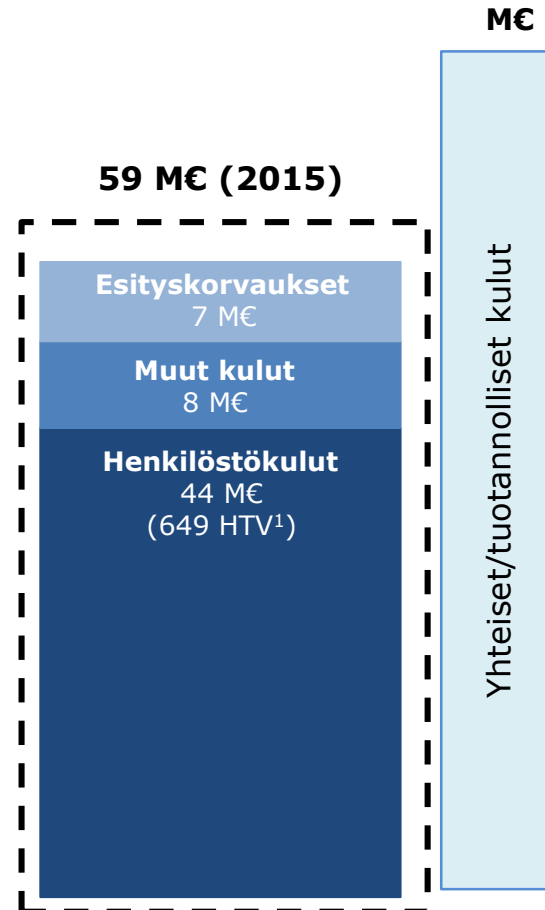 M€
59 M€ (2015)
Esityskorvaukset
7 M€
Muut kulut
8 M€
Henkilöstökulut
44 M€
(649 HTV¹)
Yhteiset/tuotannolliset kulut